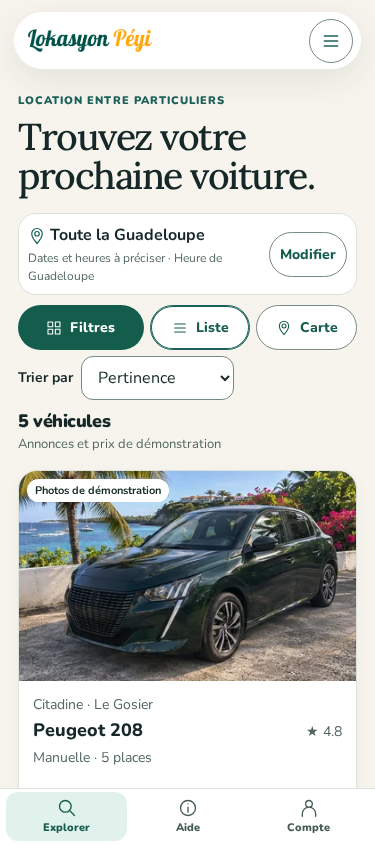 Lokasyon Péyi
LOCATION ENTRE PARTICULIERS
Trouvez votre
prochaine voiture.
Toute la Guadeloupe
Dates et heures à préciser · Heure de
Guadeloupe
Modifier
Filtres
Liste
Carte
Trier par
Pertinence
5 véhicules
Annonces et prix de démonstration
Photos de démonstration
Citadine · Le Gosier
Peugeot 208
★ 4.8
Manuelle · 5 places
Explorer
Aide
Compte